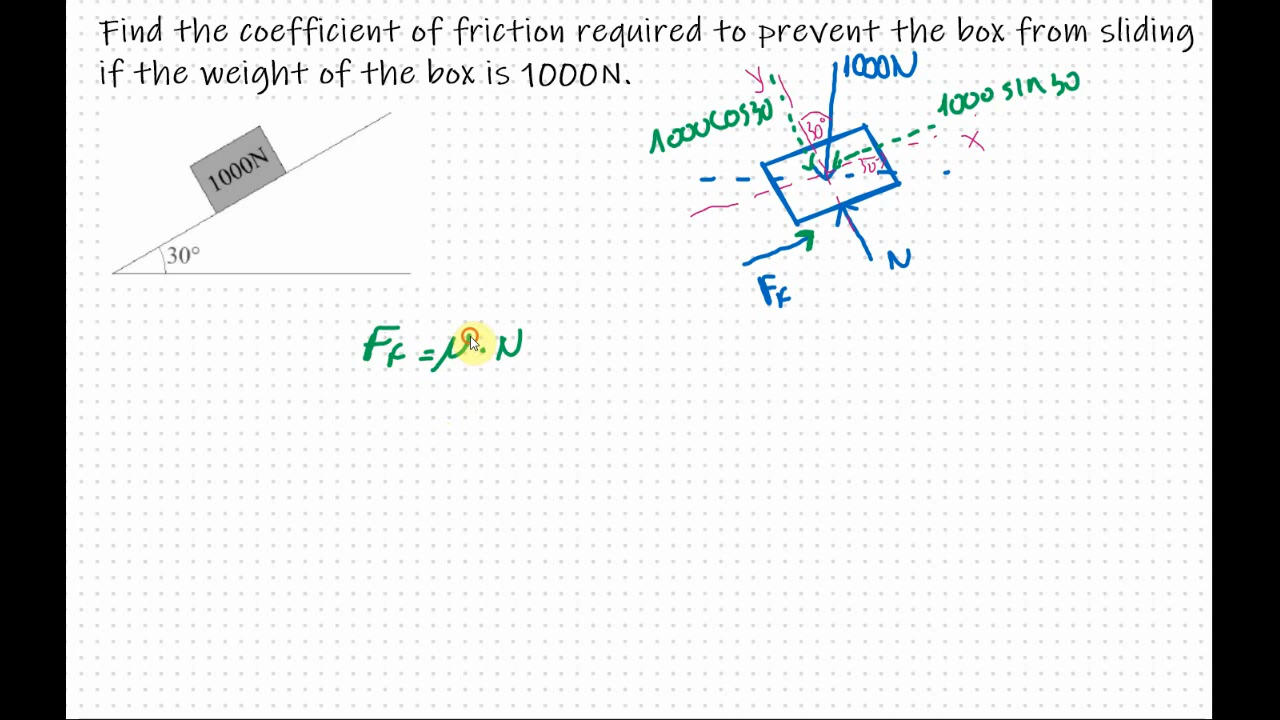 Find the coefficient of friction required to prevent the box from sliding
if the weight of the box is 1000N.
y
1000N
1000cos30
1000 sin 30
30°
x
1000N
30°
N
30°
Ff
Ff = μ · N